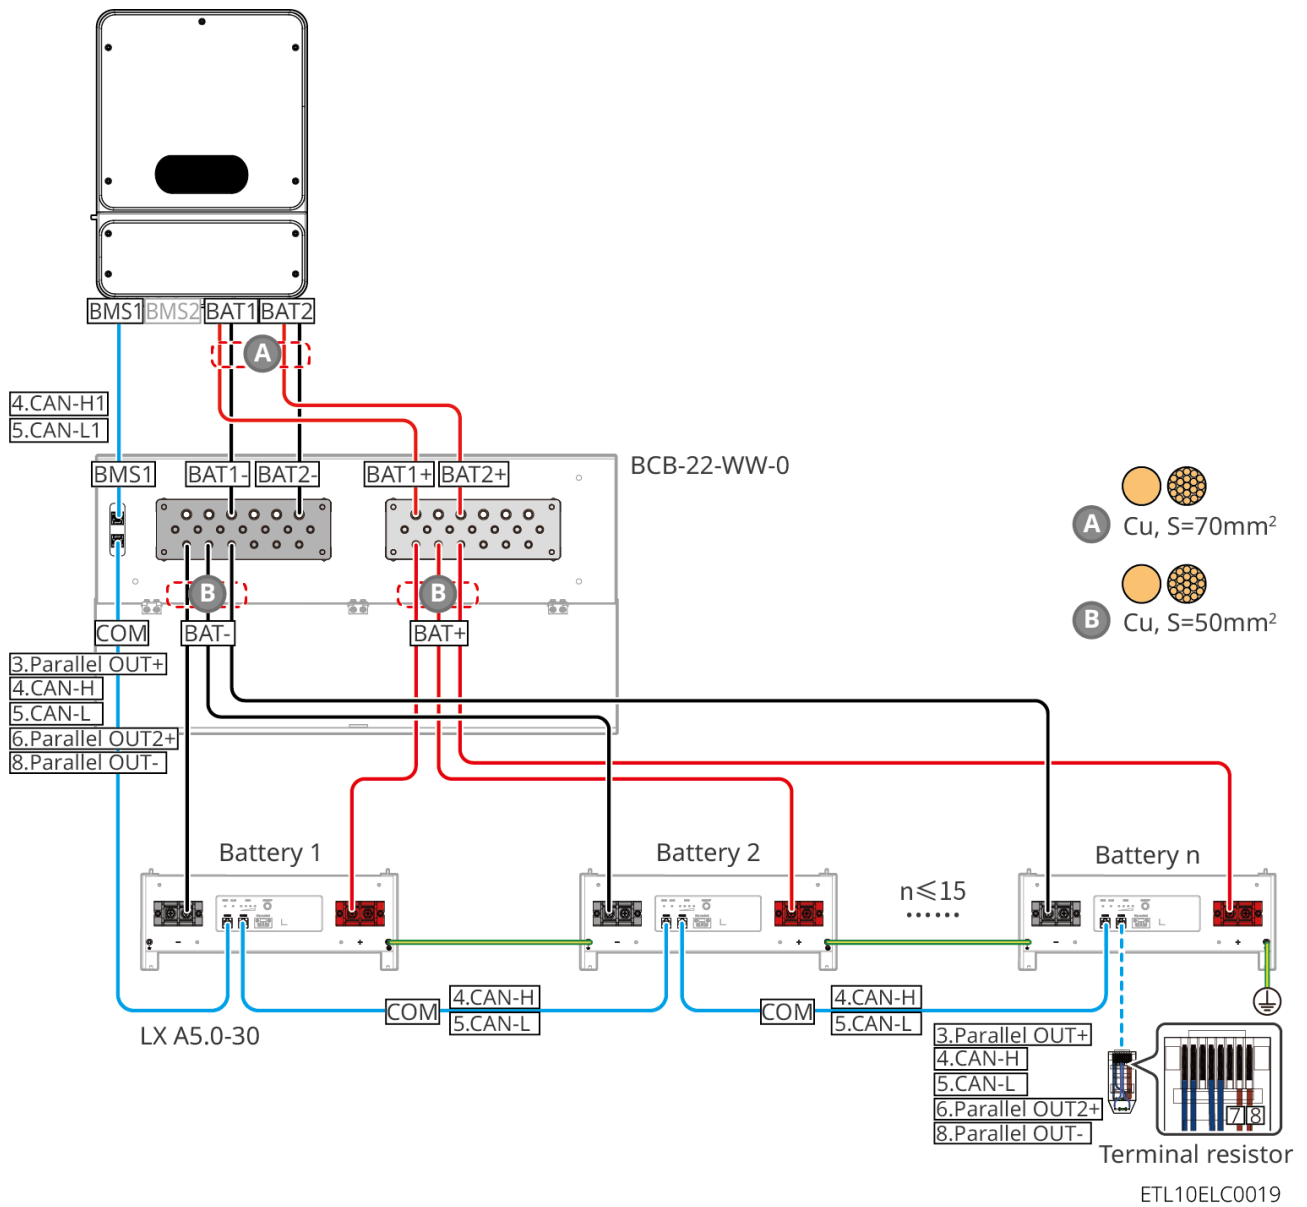 BMS1 BMS2 BAT1 BAT2
A
4.CAN-H1
5.CAN-L1
BCB-22-WW-0
BMS1 BAT1- BAT2- BAT1+ BAT2+
A Cu, S=70mm²
B B
B Cu, S=50mm²
COM BAT- BAT+
3.Parallel OUT+
4.CAN-H
5.CAN-L
6.Parallel OUT2+
8.Parallel OUT-
Battery 1 Battery 2 Battery n
n≤15
······
- + - + - +
COM 4.CAN-H
5.CAN-L
COM 4.CAN-H
5.CAN-L
LX A5.0-30
3.Parallel OUT+
4.CAN-H
5.CAN-L
6.Parallel OUT2+
8.Parallel OUT-
7 8
Terminal resistor
ETL10ELC0019